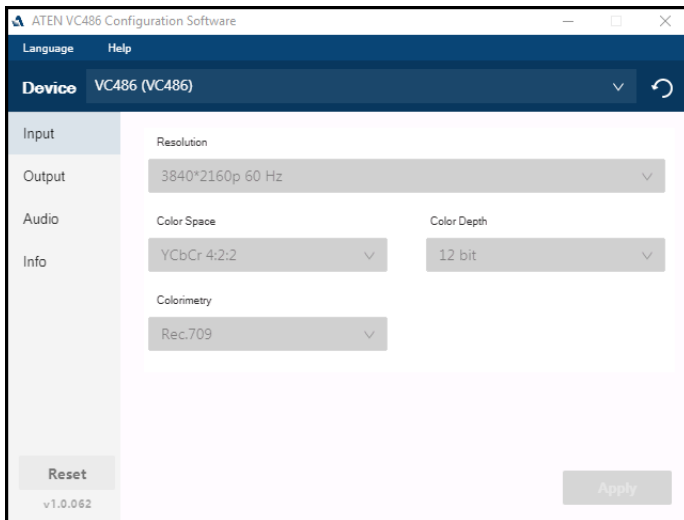 ATEN VC486 Configuration Software
Language Help
Device VC486 (VC486)
Input
Resolution
3840*2160p 60 Hz
Output
Audio
Info
Color Space Color Depth
YCbCr 4:2:2 12 bit
Colorimetry
Rec.709
Reset
v1.0.062
Apply